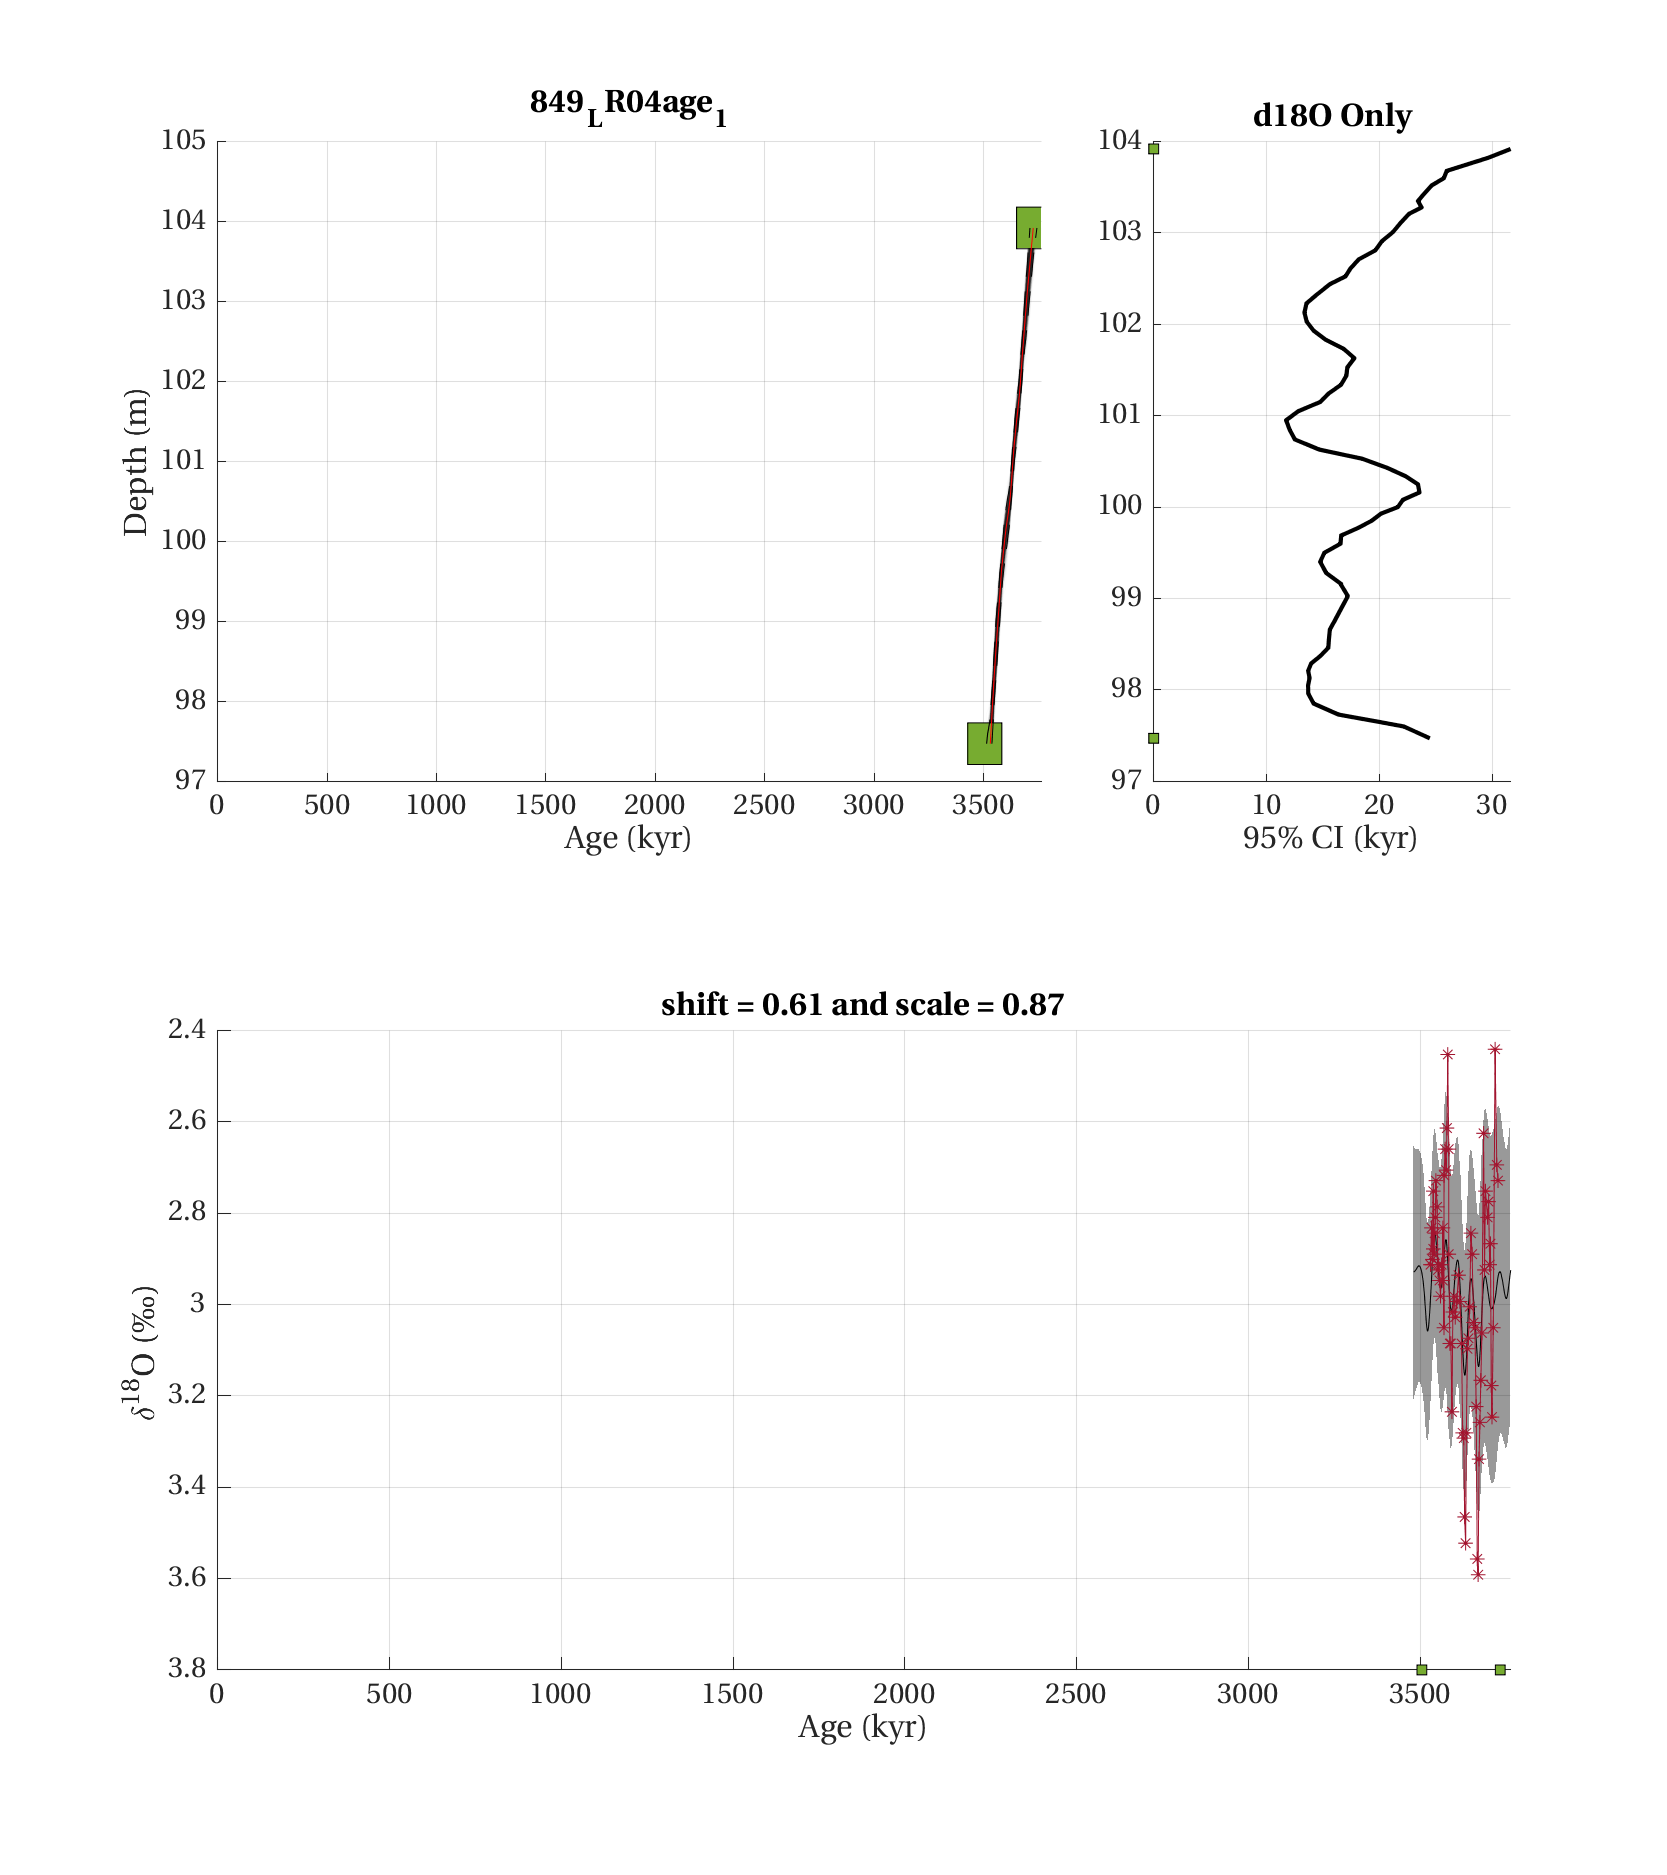 849_LR04age_1
105
104
103
102
101
100
99
98
97
Depth (m)
0 500 1000 1500 2000 2500 3000 3500
Age (kyr)
d18O Only
104
103
102
101
100
99
98
97
0 10 20 30
95% CI (kyr)
shift = 0.61 and scale = 0.87
2.4
2.6
2.8
3
3.2
3.4
3.6
3.8
δ¹⁸O (‰)
0 500 1000 1500 2000 2500 3000 3500
Age (kyr)